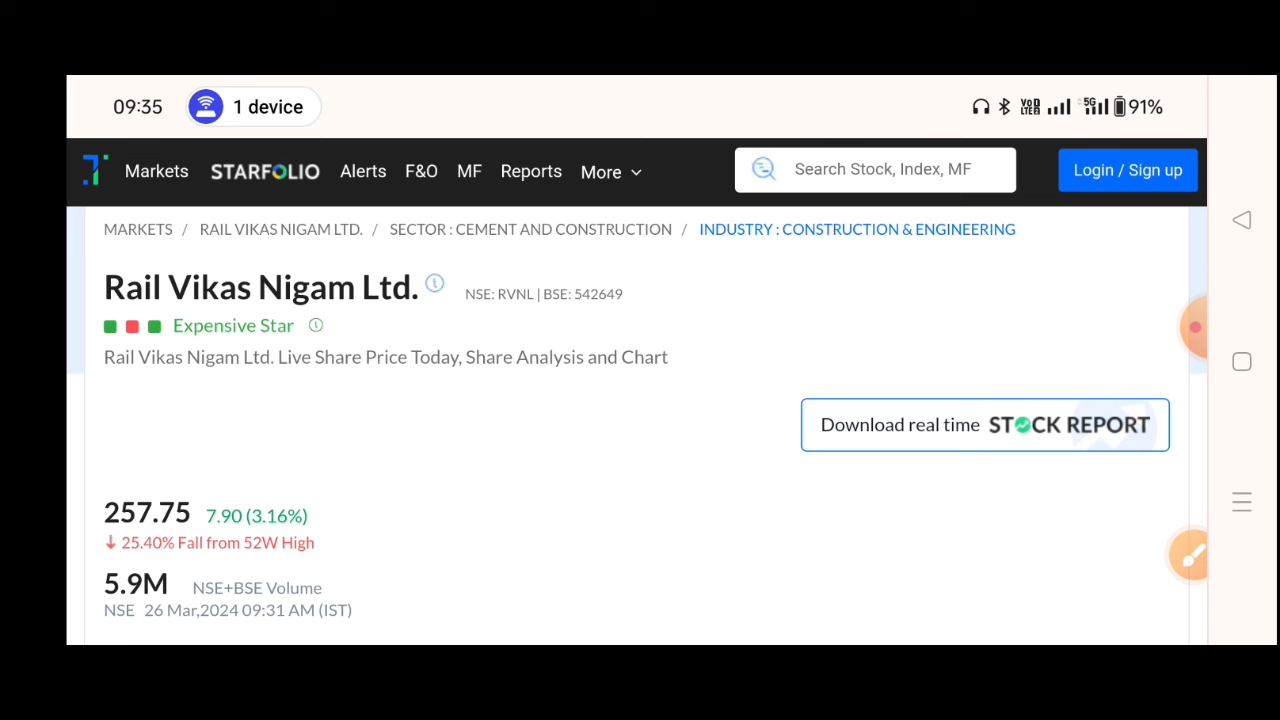 09:35 1 device VoD LTE2 5G 91%
Markets STARFOLIO Alerts F&O MF Reports More Search Stock, Index, MF Login / Sign up
MARKETS / RAIL VIKAS NIGAM LTD. / SECTOR : CEMENT AND CONSTRUCTION / INDUSTRY : CONSTRUCTION & ENGINEERING
Rail Vikas Nigam Ltd. NSE: RVNL | BSE: 542649
Expensive Star
Rail Vikas Nigam Ltd. Live Share Price Today, Share Analysis and Chart
Download real time STOCK REPORT
257.75 7.90 (3.16%)
↓ 25.40% Fall from 52W High
5.9M NSE+BSE Volume
NSE 26 Mar,2024 09:31 AM (IST)